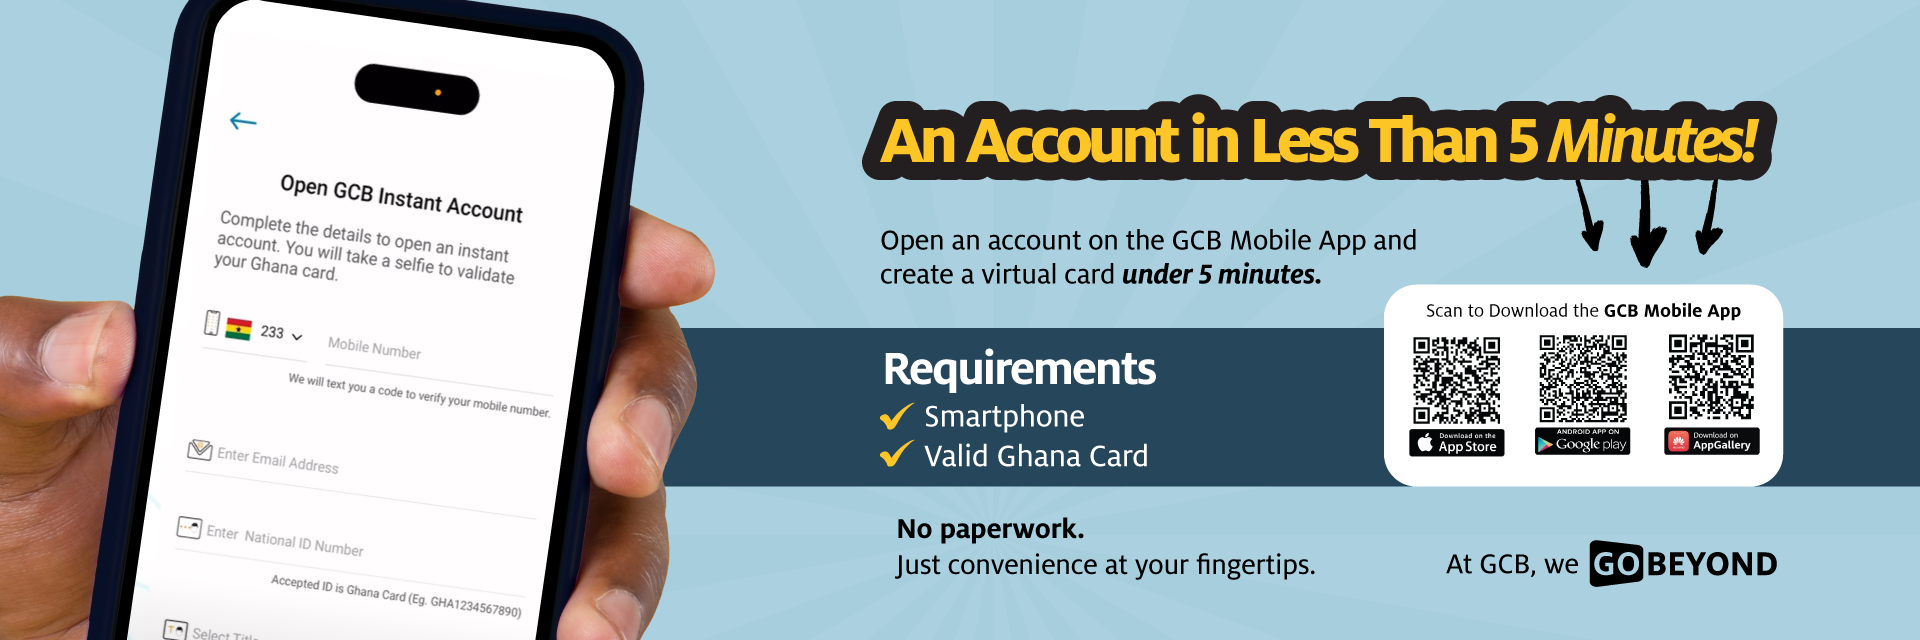 Open GCB Instant Account
Complete the details to open an instant
account. You will take a selfie to validate
your Ghana card.
233
Mobile Number
We will text you a code to verify your mobile number.
Enter Email Address
Enter National ID Number
Accepted ID is Ghana Card (Eg. GHA1234567890)
Select Title
An Account in Less Than 5 Minutes!
Open an account on the GCB Mobile App and
create a virtual card under 5 minutes.
Requirements
Smartphone
Valid Ghana Card
Scan to Download the GCB Mobile App
Download on the
App Store
ANDROID APP ON
Google play
Download on
AppGallery
No paperwork.
Just convenience at your fingertips.
At GCB, we GO BEYOND